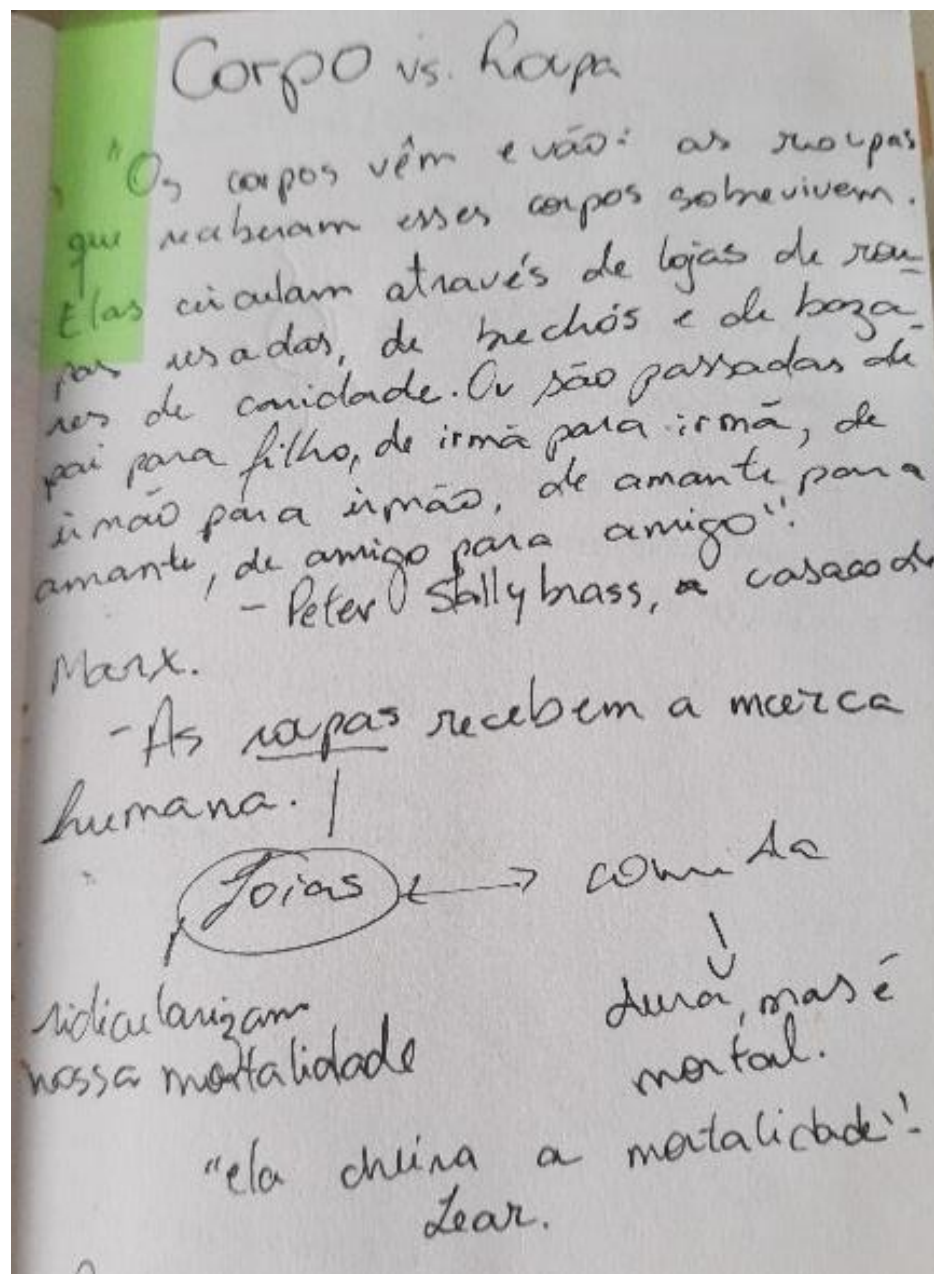 Corpo vs. Roupa
"Os corpos vêm e vão: as roupas
que receberam esses corpos sobrevivem.
Elas circulam através de lojas de rou-
pas usadas, de brechós e de baza-
res de caridade. Ou são passadas de
pai para filho, de irmã para irmã, de
irmão para irmão, de amante para
amante, de amigo para amigo".
- Peter Stallybrass, o casaco de
Marx.
- As roupas recebem a marca
humana.
Joias ↔ comida
ridicularizam
nossa mortalidade
dura, mas é
mortal.
"ela cheira a mortalidade".
Lear.